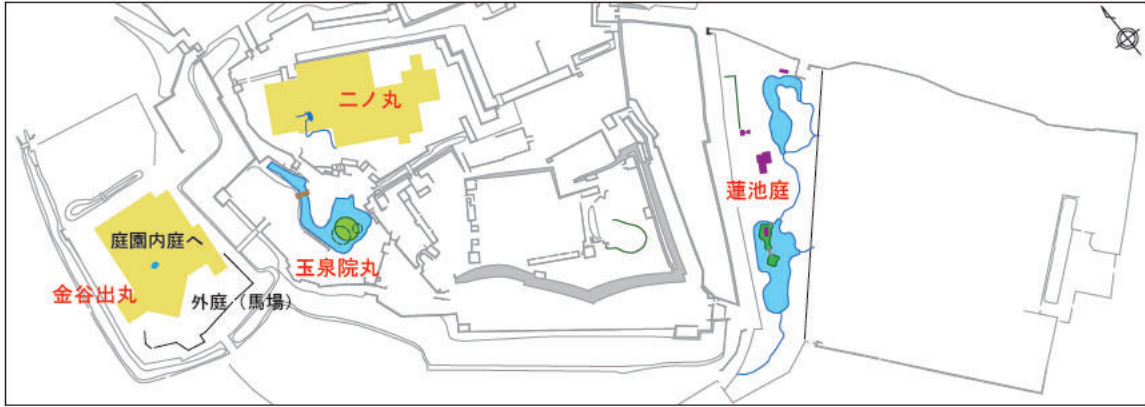 二ノ丸
蓮池庭
庭園内庭へ
玉泉院丸
金谷出丸
外庭（馬場）